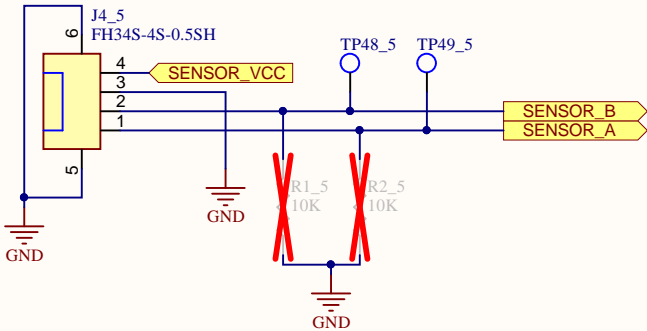 J4_5
FH34S-4S-0.5SH
6
4
3
2
1
5
SENSOR_VCC
TP48_5
TP49_5
SENSOR_B
SENSOR_A
R1_5
10K
R2_5
10K
GND
GND
GND